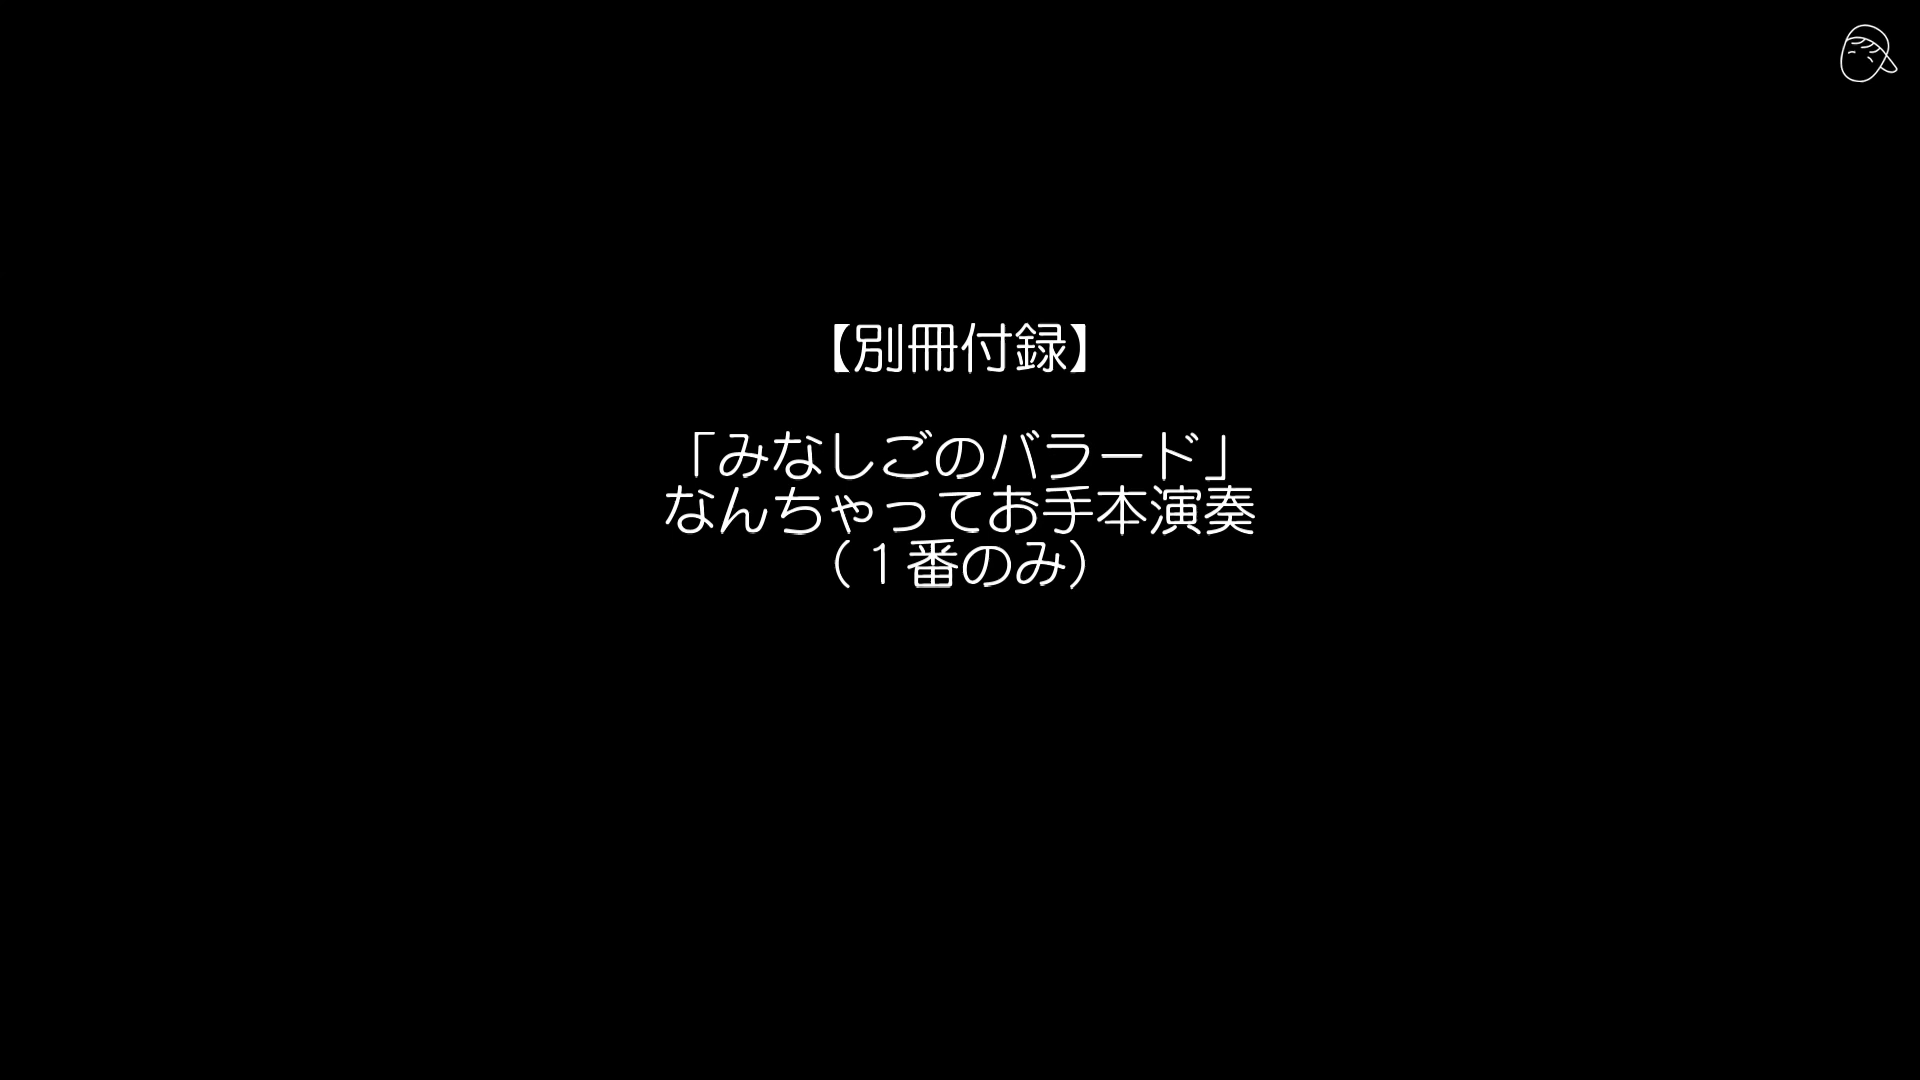 【別冊付録】
「みなしごのバラード」
なんちゃってお手本演奏
（１番のみ）